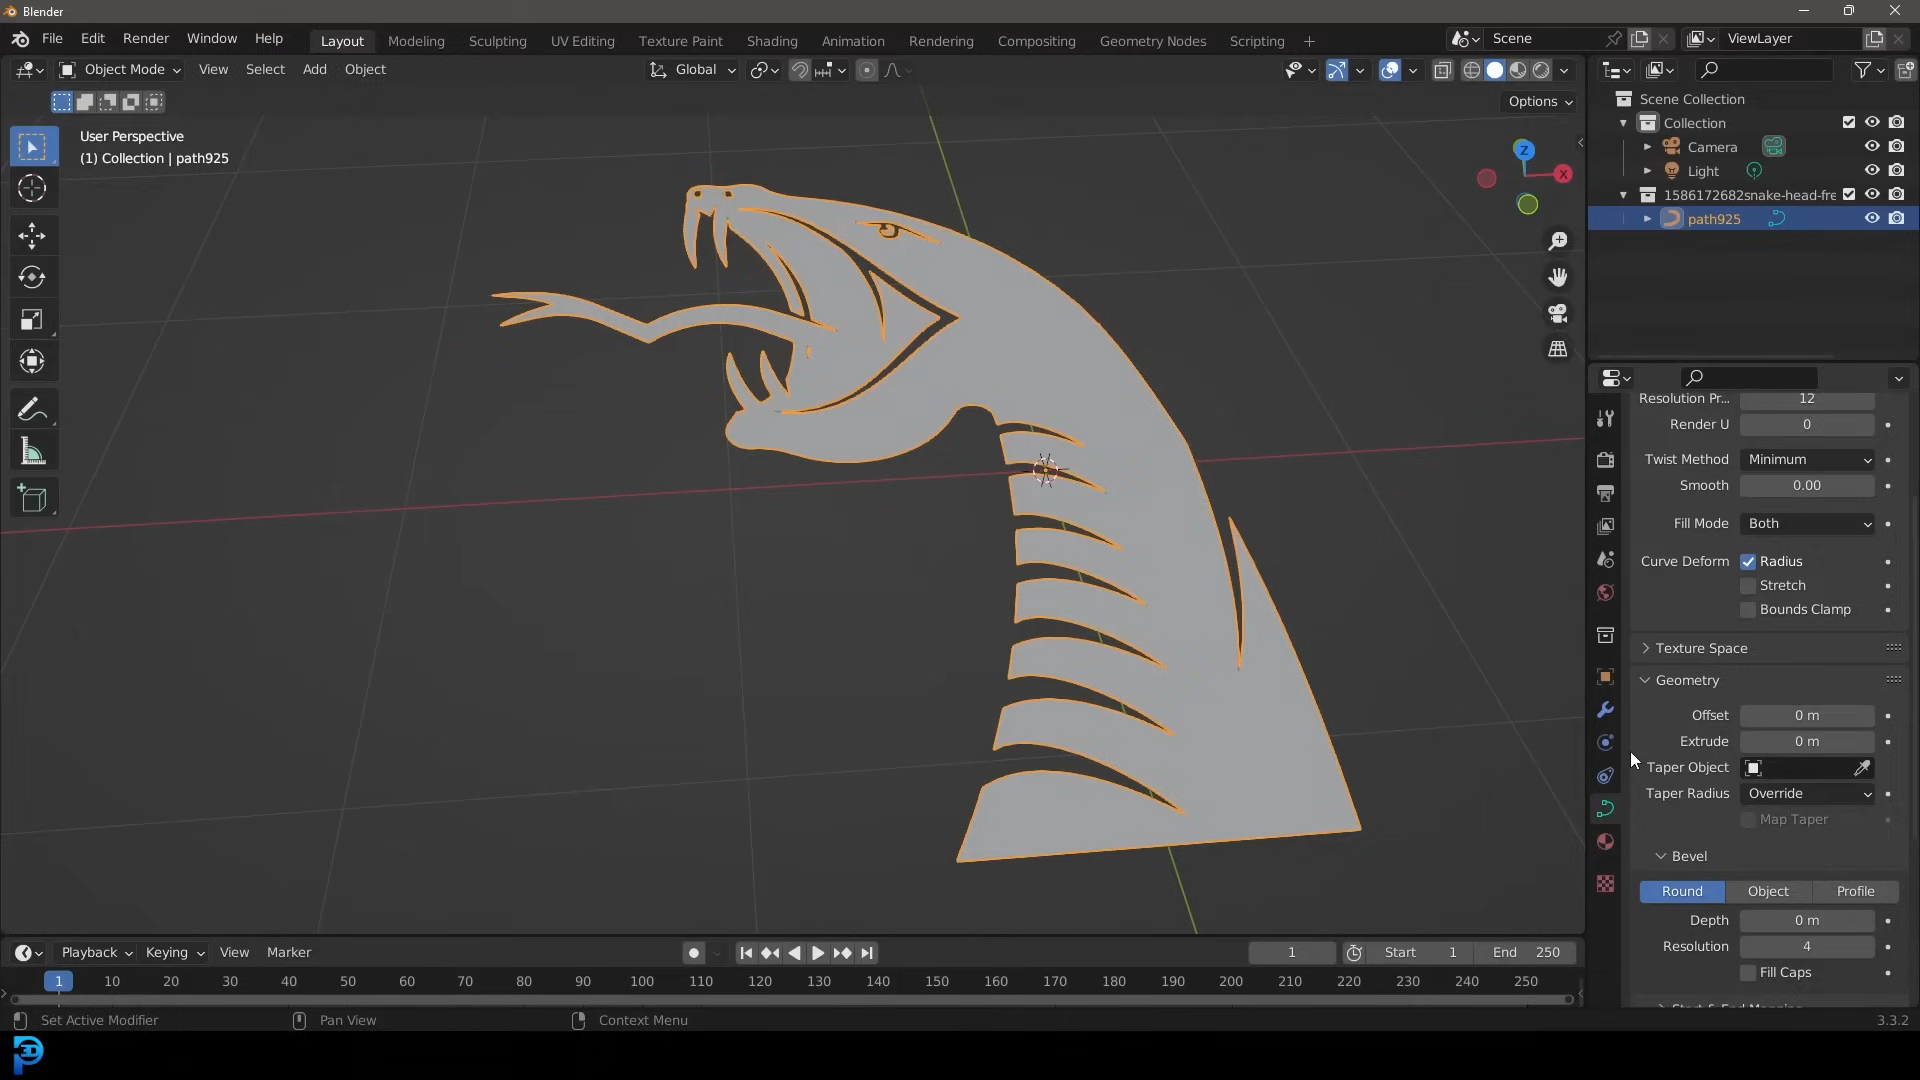 Blender
File Edit Render Window Help
Layout Modeling Sculpting UV Editing Texture Paint Shading Animation Rendering Compositing Geometry Nodes Scripting +
Scene
ViewLayer
Object Mode View Select Add Object
Global
Options
User Perspective
(1) Collection | path925
Z
X
Scene Collection
Collection
Camera
Light
1586172682snake-head-fre
path925
Resolution Pr... 12
Render U 0
Twist Method Minimum
Smooth 0.00
Fill Mode Both
Curve Deform Radius
Stretch
Bounds Clamp
Texture Space
Geometry
Offset 0 m
Extrude 0 m
Taper Object
Taper Radius Override
Map Taper
Bevel
Round Object Profile
Depth 0 m
Resolution 4
Fill Caps
Playback Keying View Marker
1 Start 1 End 250
1 10 20 30 40 50 60 70 80 90 100 110 120 130 140 150 160 170 180 190 200 210 220 230 240 250
Set Active Modifier Pan View Context Menu
3.3.2